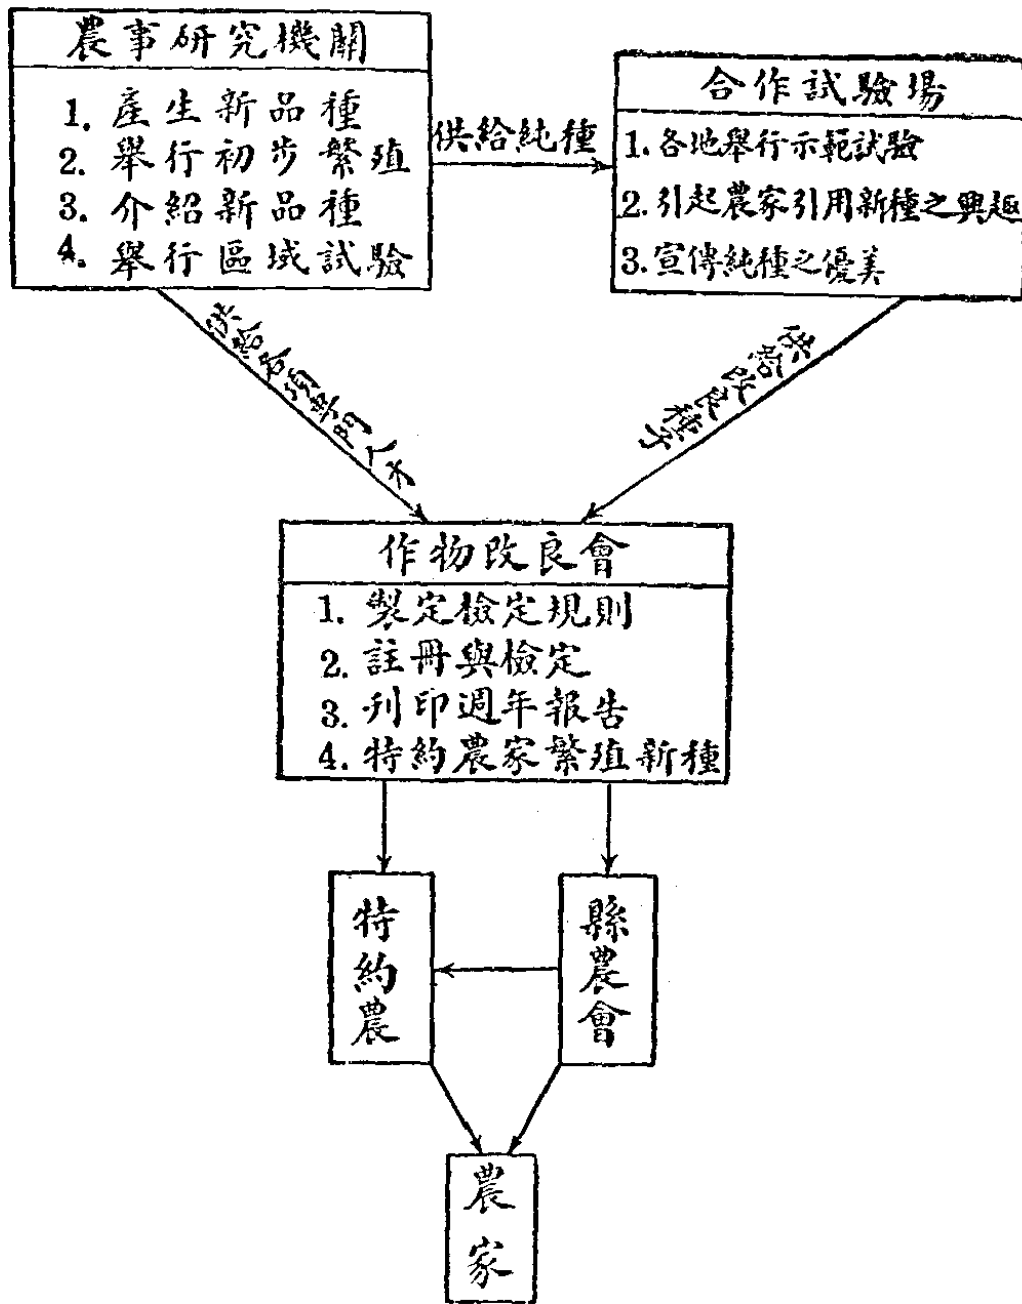 農事研究機關
1. 產生新品種
2. 舉行初步繁殖
3. 介紹新品種
4. 舉行區域試驗
供給純種
合作試驗場
1. 各地舉行示範試驗
2. 引起農家引用新種之興趣
3. 宣傳純種之優美
供給各項專門人才
供給改良種子
作物改良會
1. 製定檢定規則
2. 註冊與檢定
3. 刋印週年報告
4. 特約農家繁殖新種
特約農
縣農會
農家